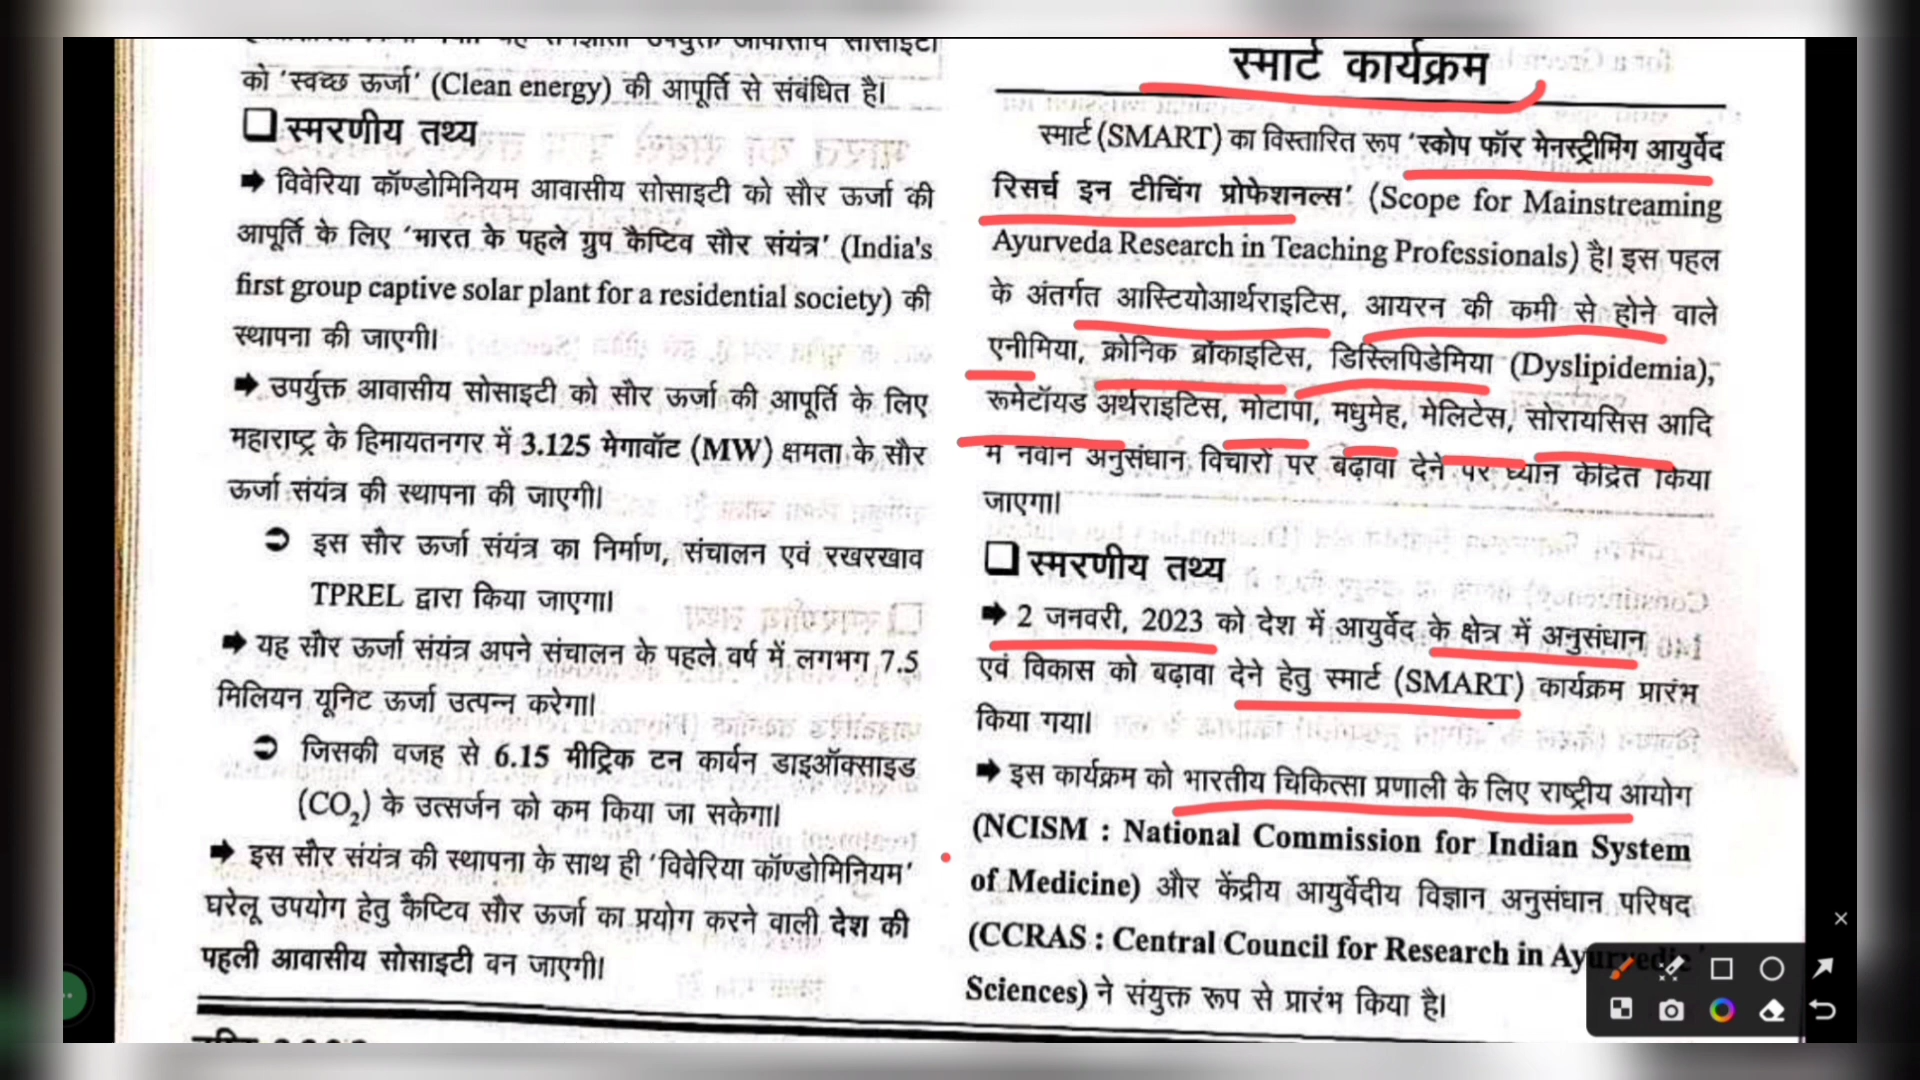 को 'स्वच्छ ऊर्जा' (Clean energy) की आपूर्ति से संबंधित है।
❑ स्मरणीय तथ्य
➡ विवेरिया कॉण्डोमिनियम आवासीय सोसाइटी को सौर ऊर्जा की
आपूर्ति के लिए 'भारत के पहले ग्रुप कैप्टिव सौर संयंत्र' (India's
first group captive solar plant for a residential society) की
स्थापना की जाएगी।
➡ उपर्युक्त आवासीय सोसाइटी को सौर ऊर्जा की आपूर्ति के लिए
महाराष्ट्र के हिमायतनगर में 3.125 मेगावॉट (MW) क्षमता के सौर
ऊर्जा संयंत्र की स्थापना की जाएगी।
➲ इस सौर ऊर्जा संयंत्र का निर्माण, संचालन एवं रखरखाव
TPREL द्वारा किया जाएगा।
➡ यह सौर ऊर्जा संयंत्र अपने संचालन के पहले वर्ष में लगभग 7.5
मिलियन यूनिट ऊर्जा उत्पन्न करेगा।
➲ जिसकी वजह से 6.15 मीट्रिक टन कार्बन डाइऑक्साइड
(CO₂) के उत्सर्जन को कम किया जा सकेगा।
➡ इस सौर संयंत्र की स्थापना के साथ ही 'विवेरिया कॉण्डोमिनियम'
घरेलू उपयोग हेतु कैप्टिव सौर ऊर्जा का प्रयोग करने वाली देश की
पहली आवासीय सोसाइटी बन जाएगी।
स्मार्ट कार्यक्रम
स्मार्ट (SMART) का विस्तारित रूप 'स्कोप फॉर मेनस्ट्रीमिंग आयुर्वेद
रिसर्च इन टीचिंग प्रोफेशनल्स' (Scope for Mainstreaming
Ayurveda Research in Teaching Professionals) है। इस पहल
के अंतर्गत आस्टियोआर्थराइटिस, आयरन की कमी से होने वाले
एनीमिया, क्रोनिक ब्रोंकाइटिस, डिस्लिपिडेमिया (Dyslipidemia),
रूमेटॉयड अर्थराइटिस, मोटापा, मधुमेह, मेलिटेस, सोरायसिस आदि
में नवीन अनुसंधान विचारों पर बढ़ावा देने पर ध्यान केंद्रित किया
जाएगा।
❑ स्मरणीय तथ्य
➡ 2 जनवरी, 2023 को देश में आयुर्वेद के क्षेत्र में अनुसंधान
एवं विकास को बढ़ावा देने हेतु स्मार्ट (SMART) कार्यक्रम प्रारंभ
किया गया।
➡ इस कार्यक्रम को भारतीय चिकित्सा प्रणाली के लिए राष्ट्रीय आयोग
(NCISM : National Commission for Indian System
of Medicine) और केंद्रीय आयुर्वेदीय विज्ञान अनुसंधान परिषद
(CCRAS : Central Council for Research in Ayurvedic
Sciences) ने संयुक्त रूप से प्रारंभ किया है।